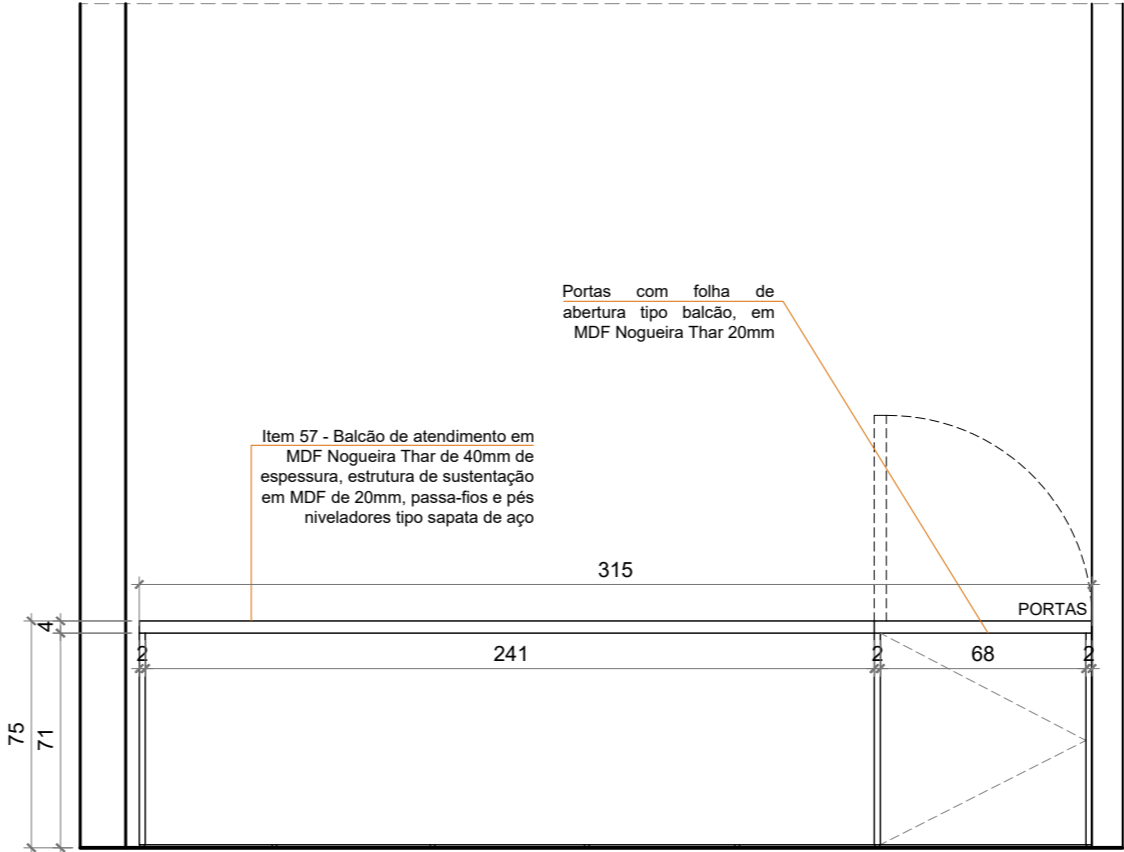 Portas com folha de
abertura tipo balcão, em
MDF Nogueira Thar 20mm
Item 57 - Balcão de atendimento em
MDF Nogueira Thar de 40mm de
espessura, estrutura de sustentação
em MDF de 20mm, passa-fios e pés
niveladores tipo sapata de aço
315
PORTAS
4
2 241 2 68 2
75
71